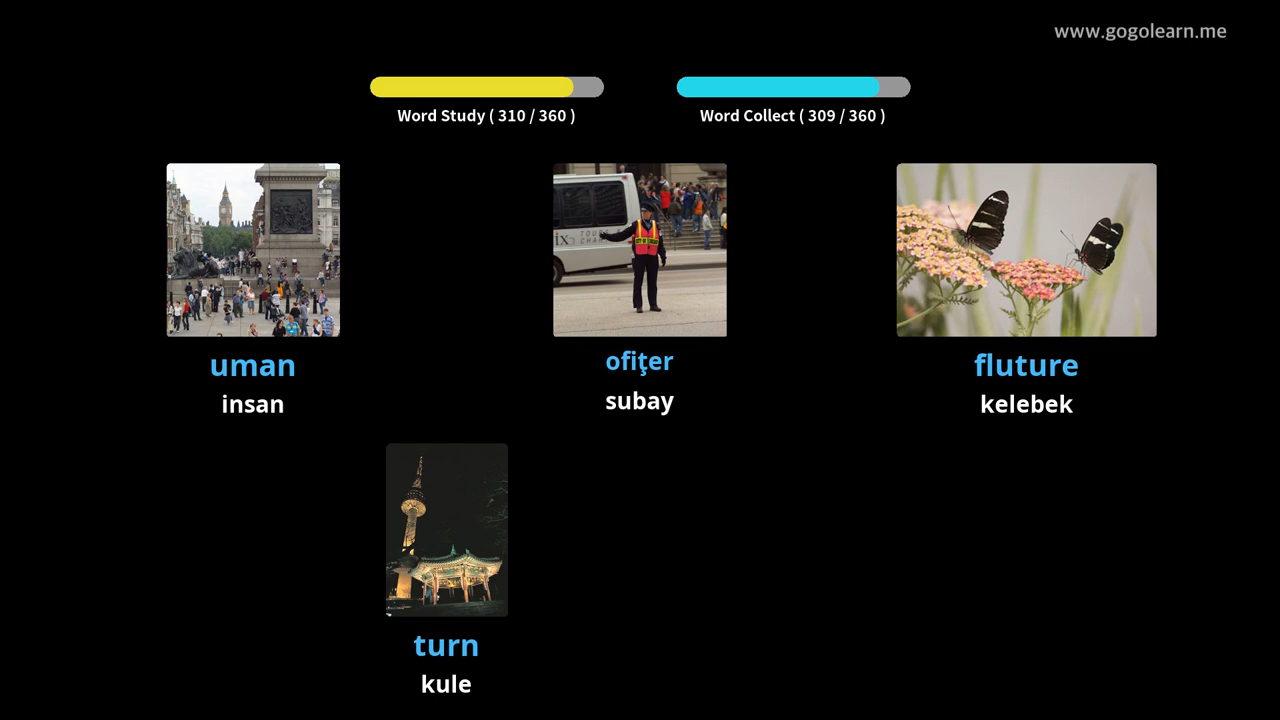 www.gogolearn.me
Word Study ( 310 / 360 )
Word Collect ( 309 / 360 )
uman
insan
ofiţer
subay
fluture
kelebek
turn
kule